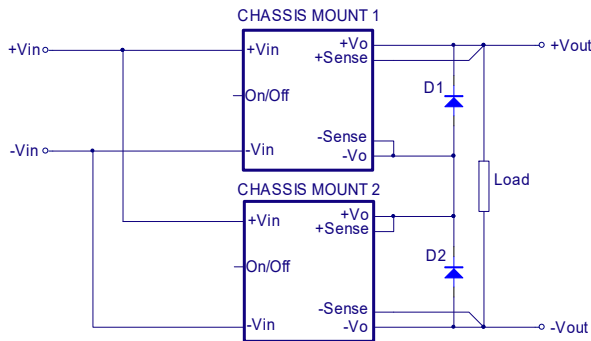 CHASSIS MOUNT 1
+Vin
+Vin
+Vo
+Vout
+Sense
D1
On/Off
-Sense
-Vin
-Vin
-Vo
Load
CHASSIS MOUNT 2
+Vin
+Vo
+Sense
D2
On/Off
-Sense
-Vin
-Vo
-Vout